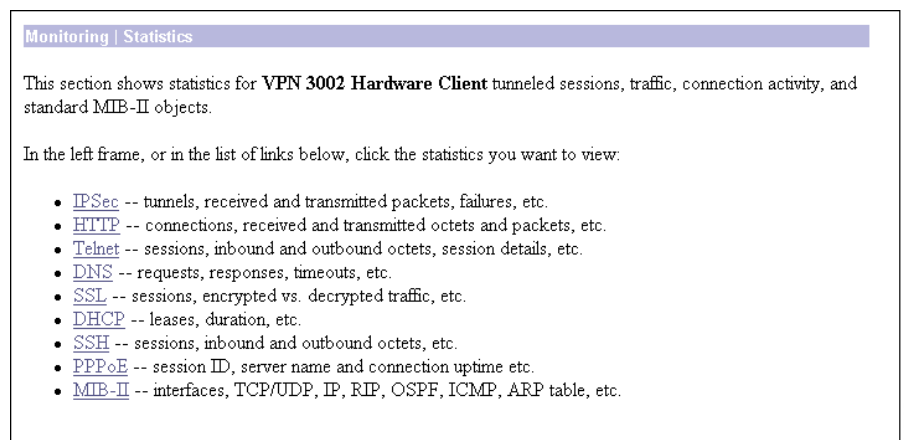 Monitoring | Statistics
This section shows statistics for VPN 3002 Hardware Client tunneled sessions, traffic, connection activity, and
standard MIB-II objects.
In the left frame, or in the list of links below, click the statistics you want to view:
• IPSec -- tunnels, received and transmitted packets, failures, etc.
• HTTP -- connections, received and transmitted octets and packets, etc.
• Telnet -- sessions, inbound and outbound octets, session details, etc.
• DNS -- requests, responses, timeouts, etc.
• SSL -- sessions, encrypted vs. decrypted traffic, etc.
• DHCP -- leases, duration, etc.
• SSH -- sessions, inbound and outbound octets, etc.
• PPPoE -- session ID, server name and connection uptime etc.
• MIB-II -- interfaces, TCP/UDP, IP, RIP, OSPF, ICMP, ARP table, etc.